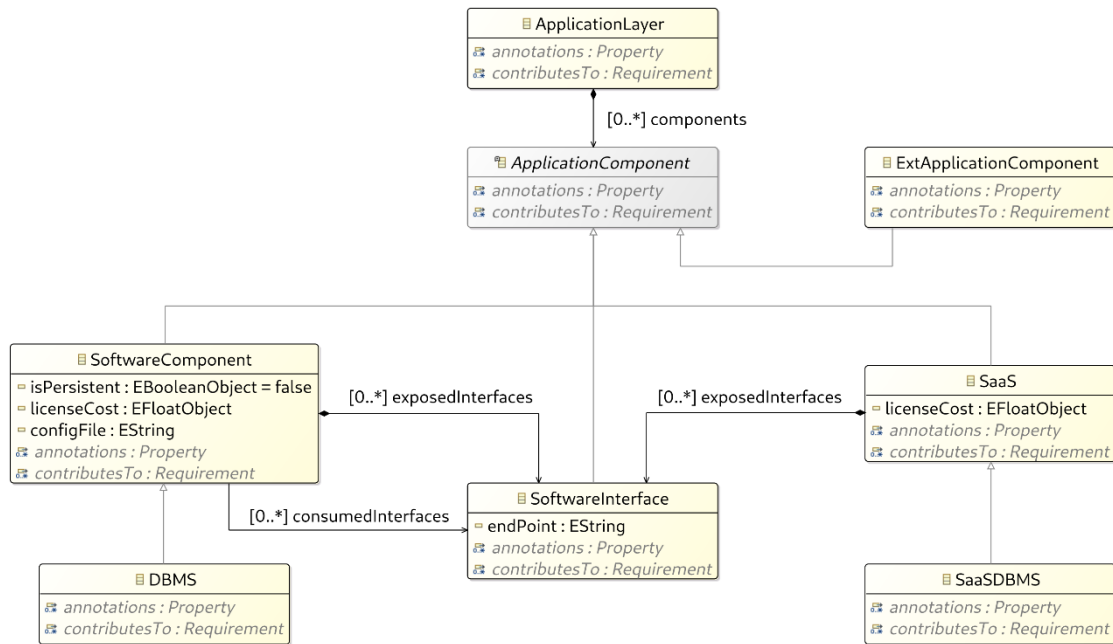 ApplicationLayer
annotations : Property
contributesTo : Requirement
[0..*] components
ApplicationComponent
annotations : Property
contributesTo : Requirement
ExtApplicationComponent
annotations : Property
contributesTo : Requirement
SoftwareComponent
isPersistent : EBooleanObject = false
licenseCost : EFloatObject
configFile : EString
annotations : Property
contributesTo : Requirement
[0..*] exposedInterfaces
[0..*] exposedInterfaces
SaaS
licenseCost : EFloatObject
annotations : Property
contributesTo : Requirement
[0..*] consumedInterfaces
SoftwareInterface
endPoint : EString
annotations : Property
contributesTo : Requirement
DBMS
annotations : Property
contributesTo : Requirement
SaaSDBMS
annotations : Property
contributesTo : Requirement